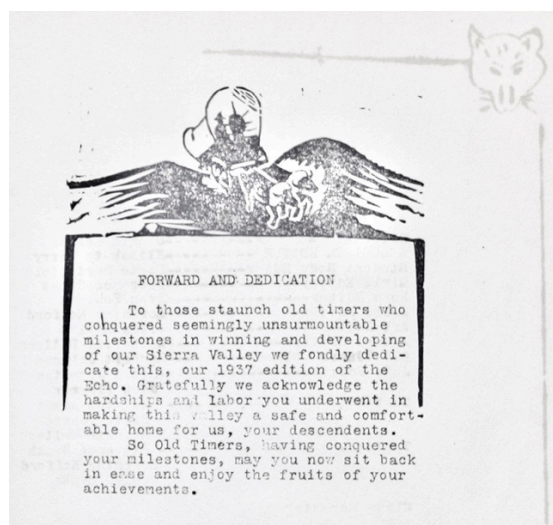 FORWARD AND DEDICATION
To those staunch old timers who
conquered seemingly unsurmountable
milestones in winning and developing
of our Sierra Valley we fondly dedi-
cate this, our 1937 edition of the
Echo. Gratefully we acknowledge the
hardships and labor you underwent in
making this valley a safe and comfort-
able home for us, your descendents.
So Old Timers, having conquered
your milestones, may you now sit back
in ease and enjoy the fruits of your
achievements.